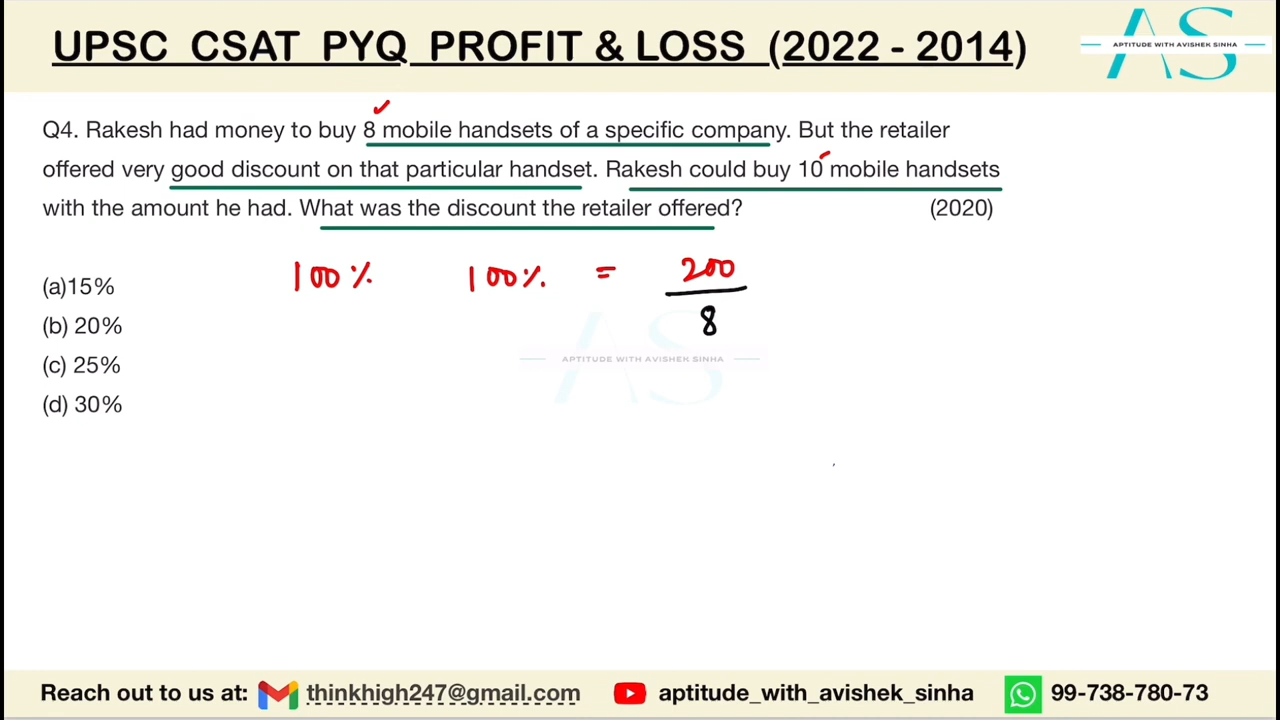 UPSC CSAT PYQ PROFIT & LOSS (2022 - 2014)
AS
APTITUDE WITH AVISHEK SINHA
Q4. Rakesh had money to buy 8 mobile handsets of a specific company. But the retailer
offered very good discount on that particular handset. Rakesh could buy 10 mobile handsets
with the amount he had. What was the discount the retailer offered? (2020)
(a)15%
(b) 20%
(c) 25%
(d) 30%
100% 100% = 200
8
AS
APTITUDE WITH AVISHEK SINHA
Reach out to us at: thinkhigh247@gmail.com aptitude_with_avishek_sinha 99-738-780-73